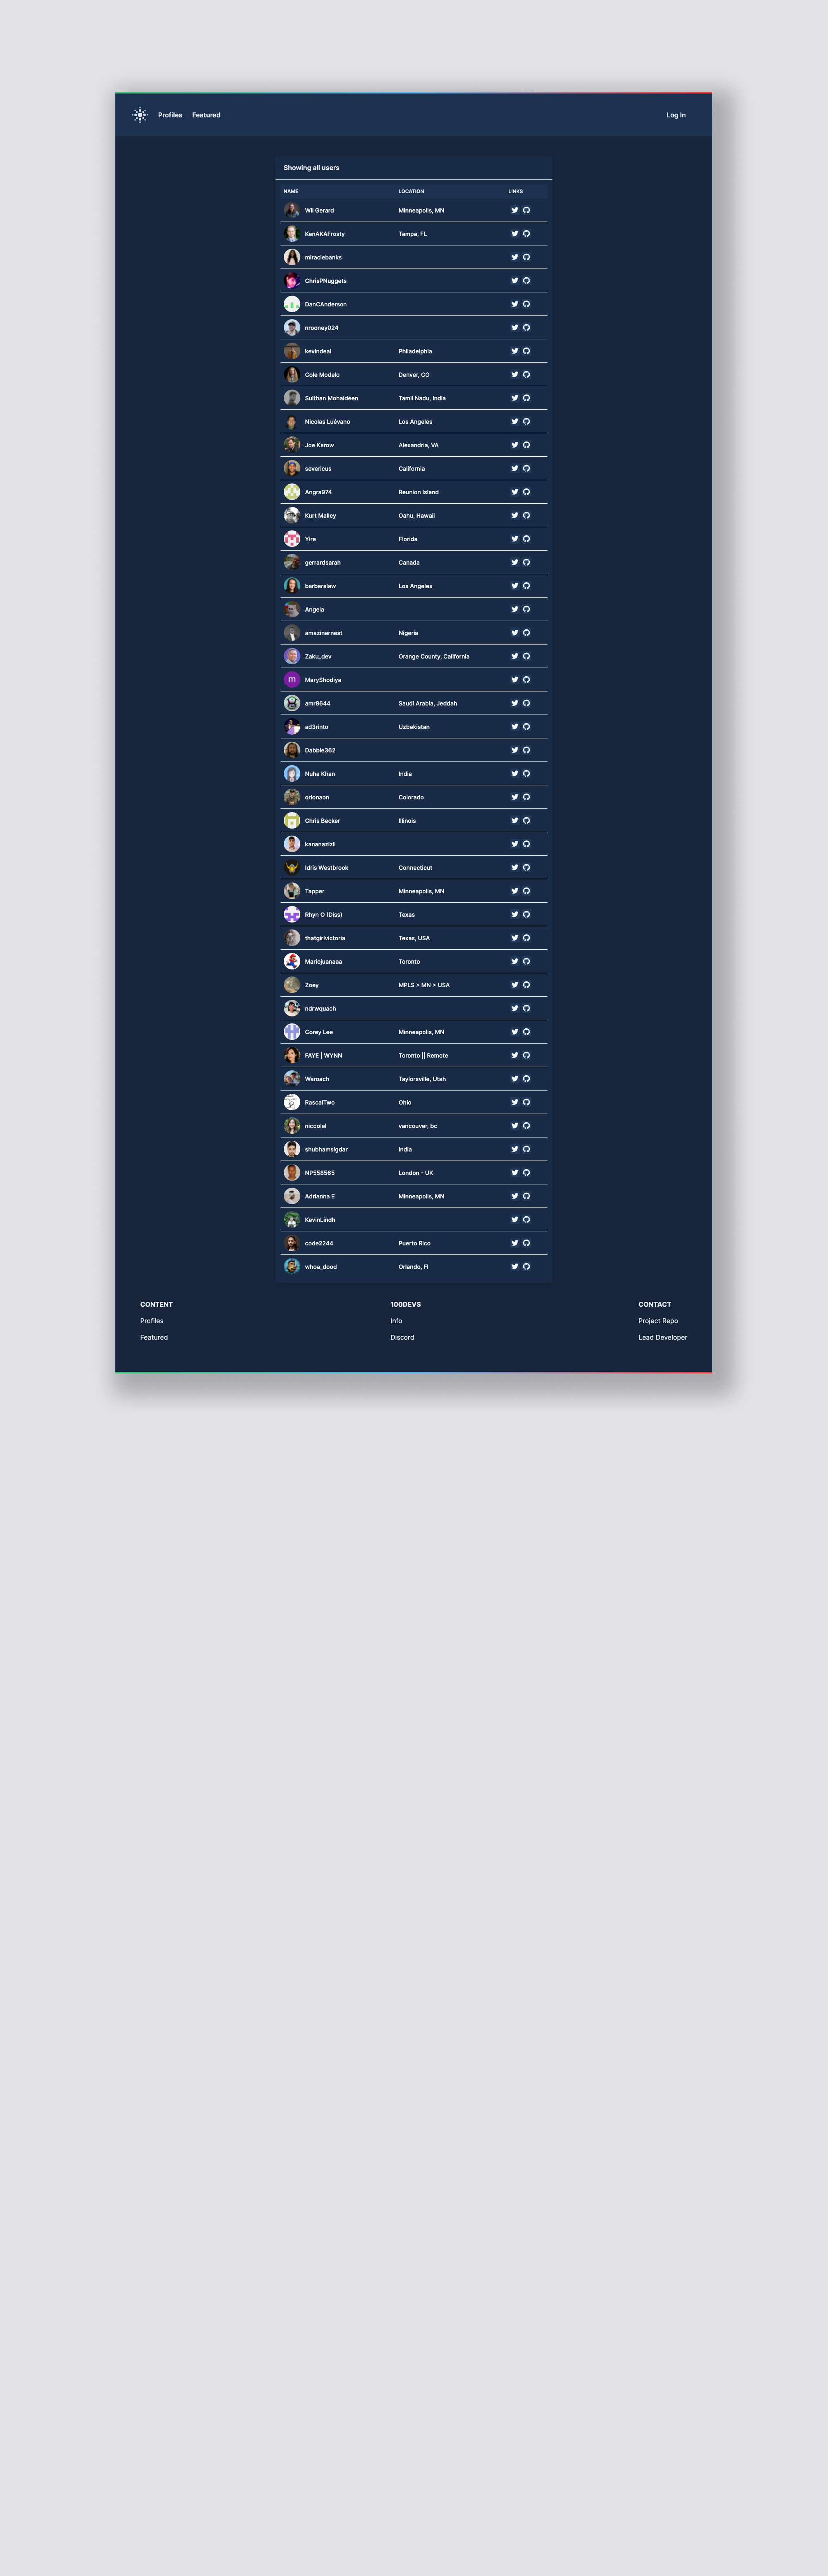 Profiles Featured Log In
Showing all users
NAME LOCATION LINKS
Wil Gerard Minneapolis, MN
KenAKAFrosty Tampa, FL
miraclebanks
ChrisPNuggets
DanCAnderson
nrooney024
kevindeal Philadelphia
Cole Modelo Denver, CO
Sulthan Mohaideen Tamil Nadu, India
Nicolas Luévano Los Angeles
Joe Karow Alexandria, VA
severicus California
Angra974 Reunion Island
Kurt Malley Oahu, Hawaii
Yire Florida
gerrardsarah Canada
barbaralaw Los Angeles
Angela
amazinernest Nigeria
Zaku_dev Orange County, California
m MaryShodiya
amr8644 Saudi Arabia, Jeddah
ad3rinto Uzbekistan
Dabble362
Nuha Khan India
orionaon Colorado
Chris Becker Illinois
kananazizli
Idris Westbrook Connecticut
Tapper Minneapolis, MN
Rhyn O (Diss) Texas
thatgirlvictoria Texas, USA
Mariojuanaaa Toronto
Zoey MPLS > MN > USA
ndrwquach
Corey Lee Minneapolis, MN
FAYE | WYNN Toronto || Remote
Waroach Taylorsville, Utah
RascalTwo Ohio
nicoolel vancouver, bc
shubhamsigdar India
NP558565 London - UK
Adrianna E Minneapolis, MN
KevinLindh
code2244 Puerto Rico
whoa_dood Orlando, Fl
CONTENT 100DEVS CONTACT
Profiles Info Project Repo
Featured Discord Lead Developer